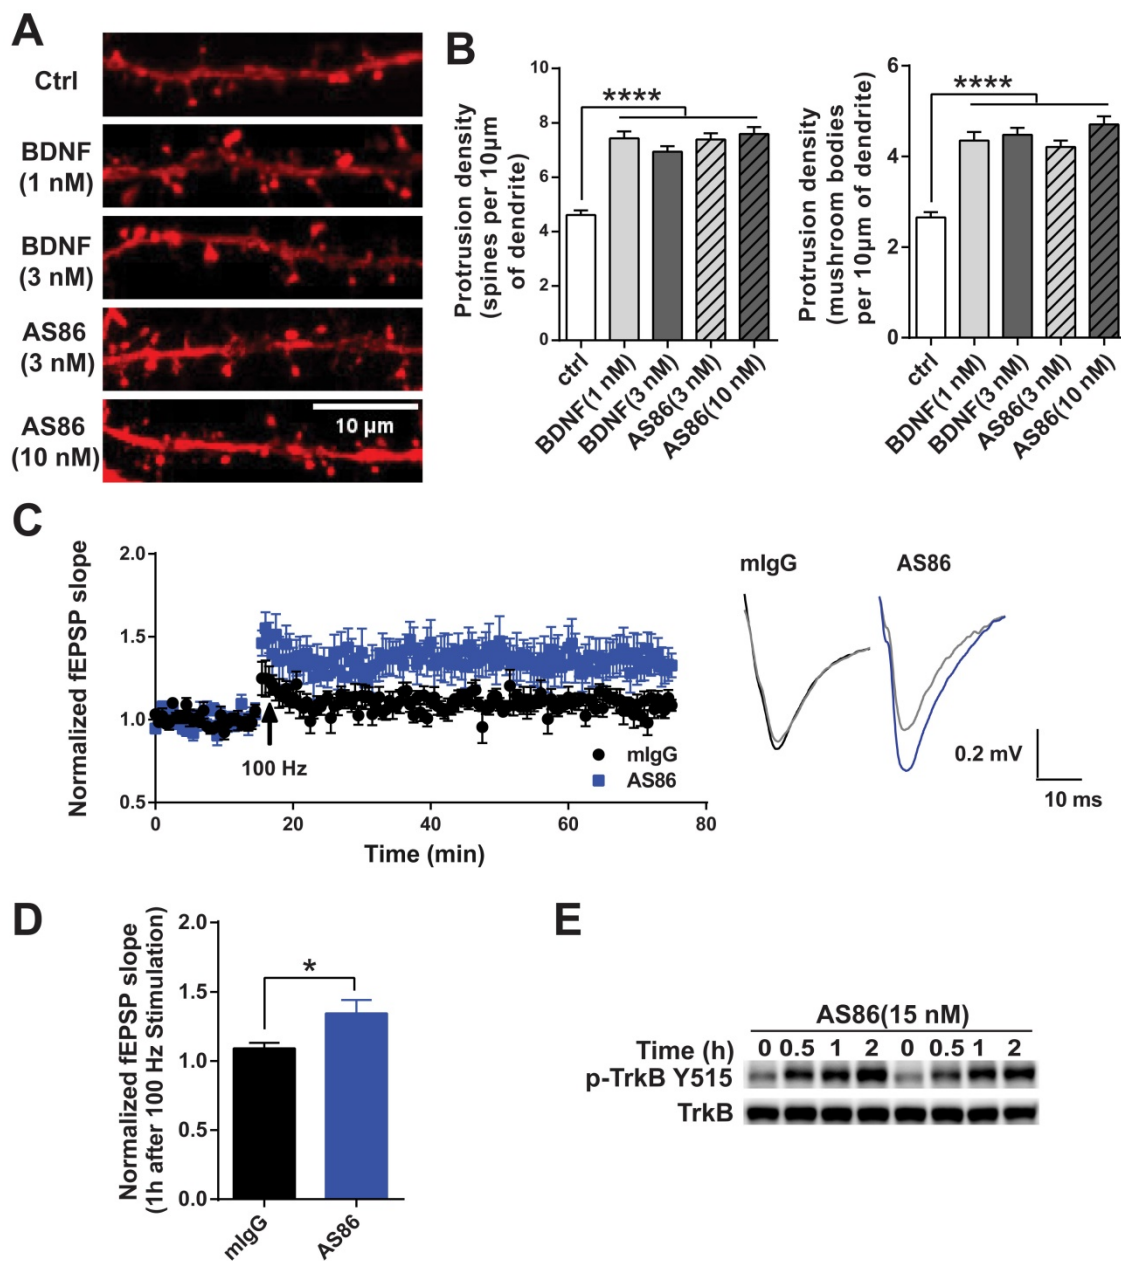 A
Ctrl
BDNF
(1 nM)
BDNF
(3 nM)
AS86
(3 nM)
AS86
(10 nM)
10 µm
B
Protrusion density
(spines per 10µm
of dendrite)
10
8
6
4
2
0
****
ctrl
BDNF(1 nM)
BDNF(3 nM)
AS86(3 nM)
AS86(10 nM)
Protrusion density
(mushroom bodies
per 10µm of dendrite)
6
4
2
0
****
ctrl
BDNF(1 nM)
BDNF(3 nM)
AS86(3 nM)
AS86(10 nM)
C
Normalized fEPSP slope
2.0
1.5
1.0
0.5
100 Hz
mIgG
AS86
0
20
40
60
80
Time (min)
mIgG
AS86
0.2 mV
10 ms
D
Normalized fEPSP slope
(1h after 100 Hz Stimulation)
2.0
1.5
1.0
0.5
0.0
*
mIgG
AS86
E
AS86(15 nM)
Time (h) 0 0.5 1 2 0 0.5 1 2
p-TrkB Y515
TrkB